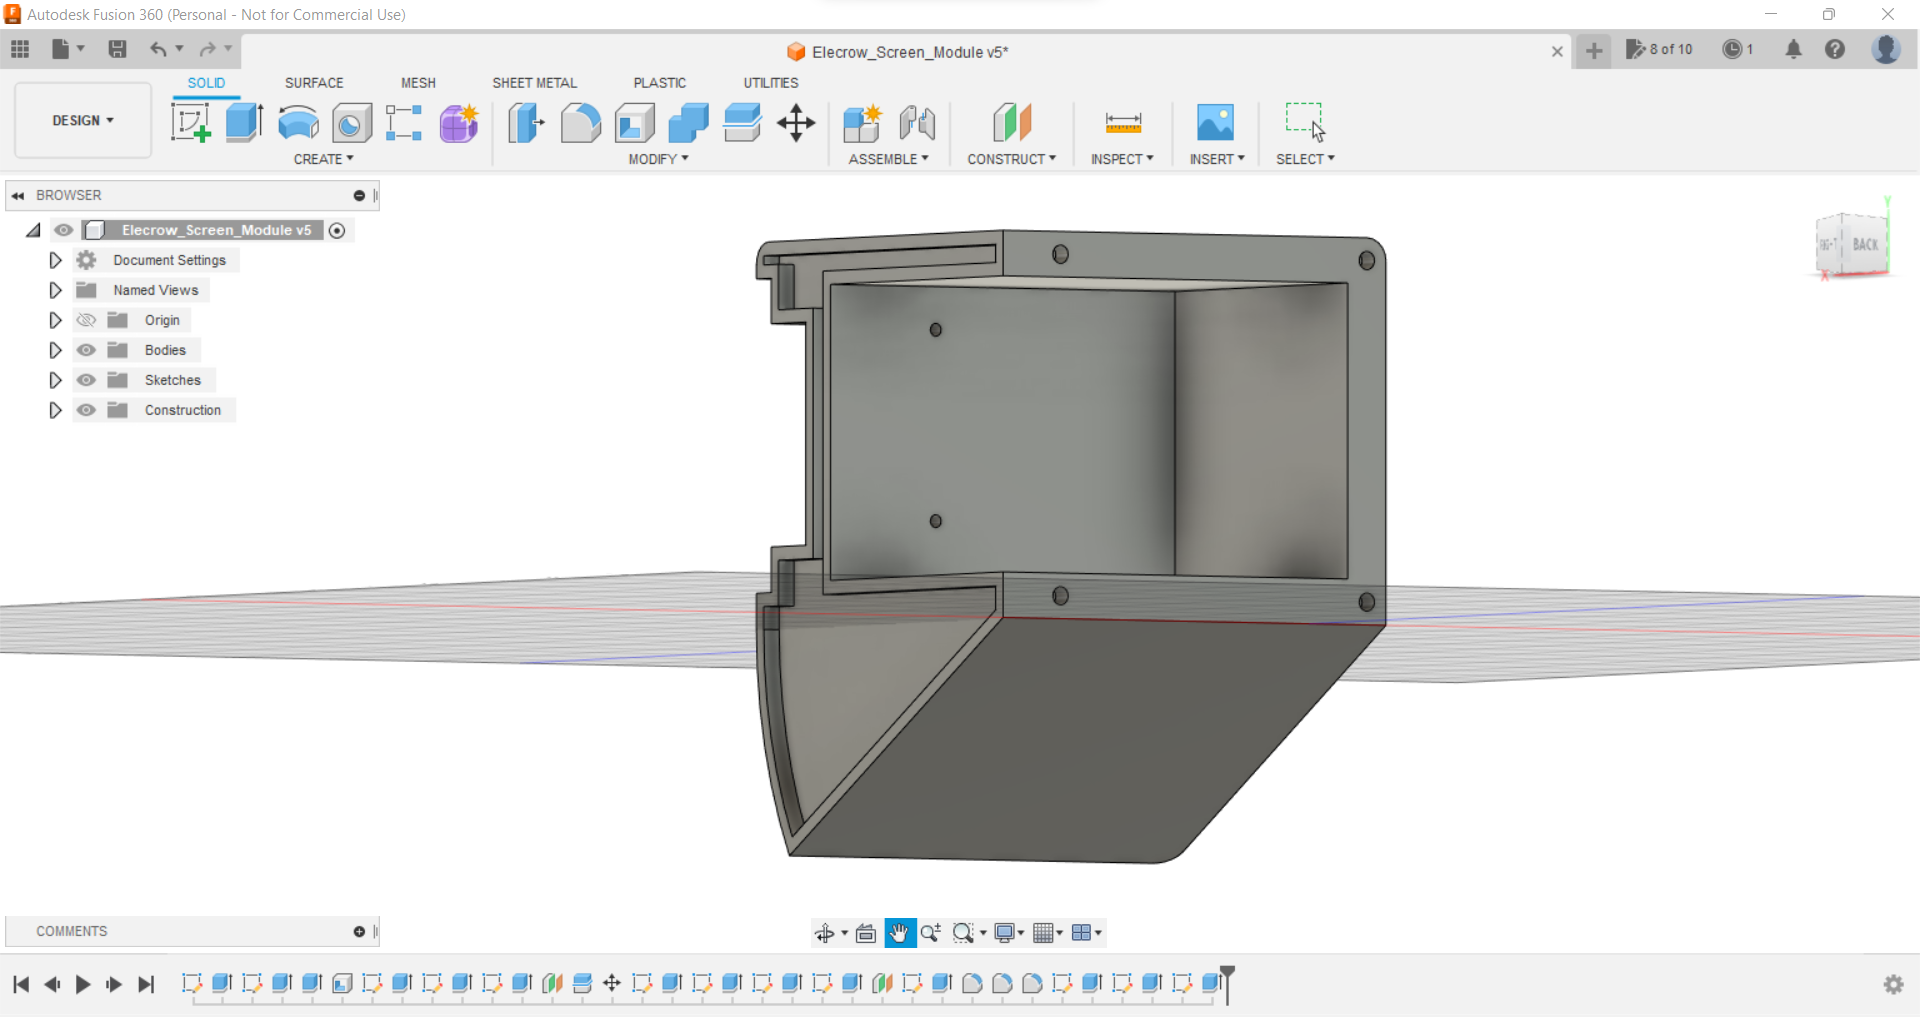 Autodesk Fusion 360 (Personal - Not for Commercial Use)
Elecrow_Screen_Module v5*
8 of 10
1
SOLID
SURFACE
MESH
SHEET METAL
PLASTIC
UTILITIES
DESIGN
CREATE
MODIFY
ASSEMBLE
CONSTRUCT
INSPECT
INSERT
SELECT
BROWSER
Elecrow_Screen_Module v5
Document Settings
Named Views
Origin
Bodies
Sketches
Construction
Y
BACK
X
COMMENTS